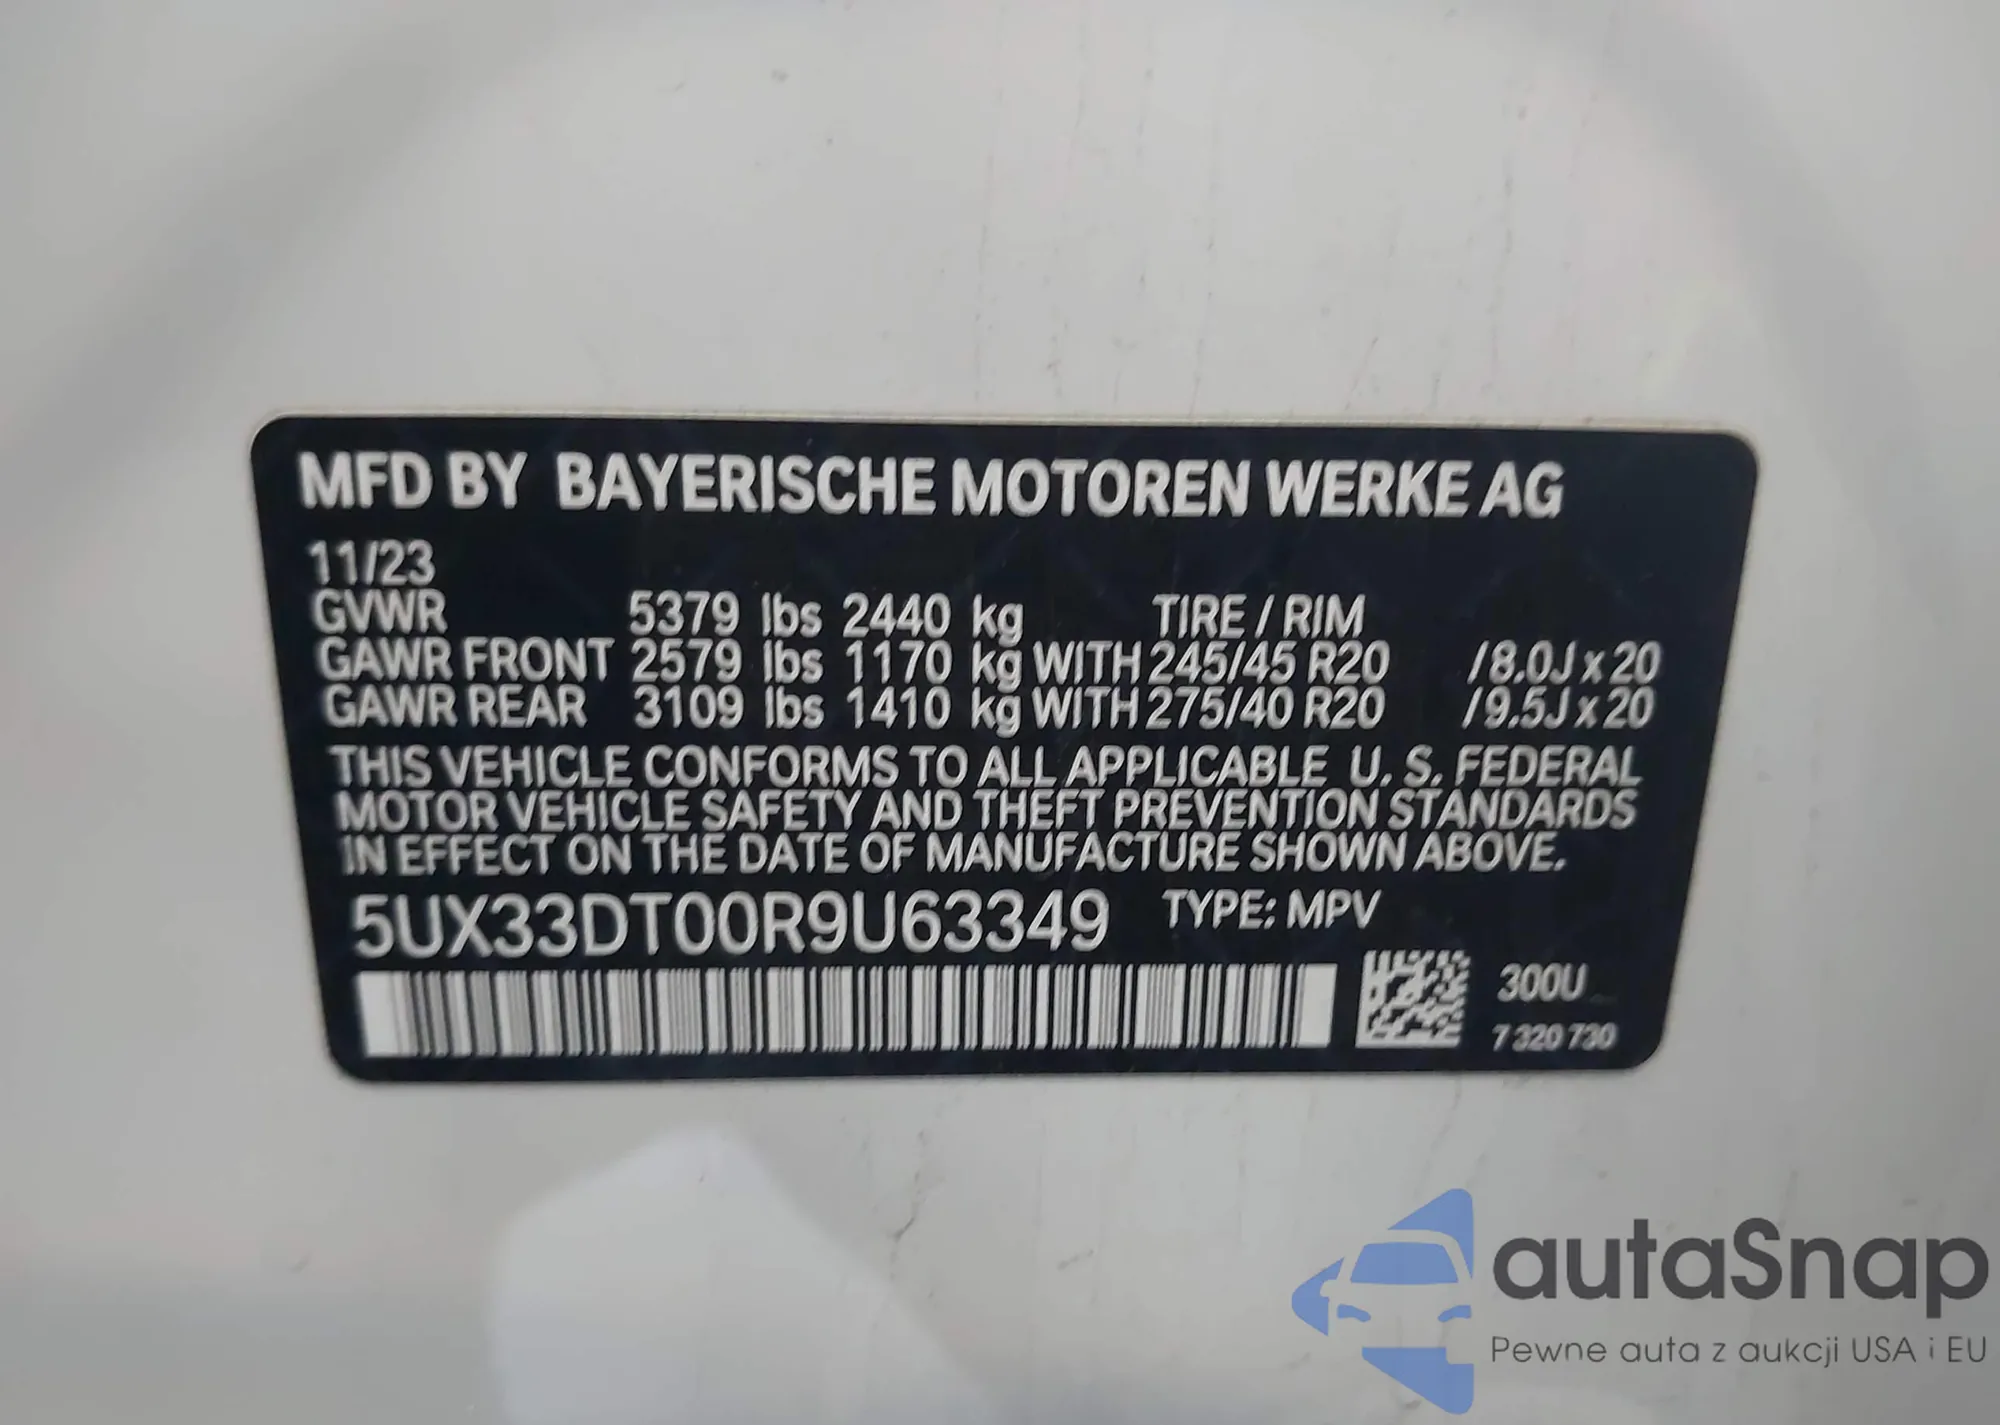 MFD BY BAYERISCHE MOTOREN WERKE AG
11/23
GVWR 5379 lbs 2440 kg TIRE / RIM
GAWR FRONT 2579 lbs 1170 kg WITH 245/45 R20 /8.0J x 20
GAWR REAR 3109 lbs 1410 kg WITH 275/40 R20 /9.5J x 20
THIS VEHICLE CONFORMS TO ALL APPLICABLE U. S. FEDERAL
MOTOR VEHICLE SAFETY AND THEFT PREVENTION STANDARDS
IN EFFECT ON THE DATE OF MANUFACTURE SHOWN ABOVE.
5UX33DT00R9U63349 TYPE: MPV
300U
7 320 730
autaSnap
Pewne auta z aukcji USA i EU